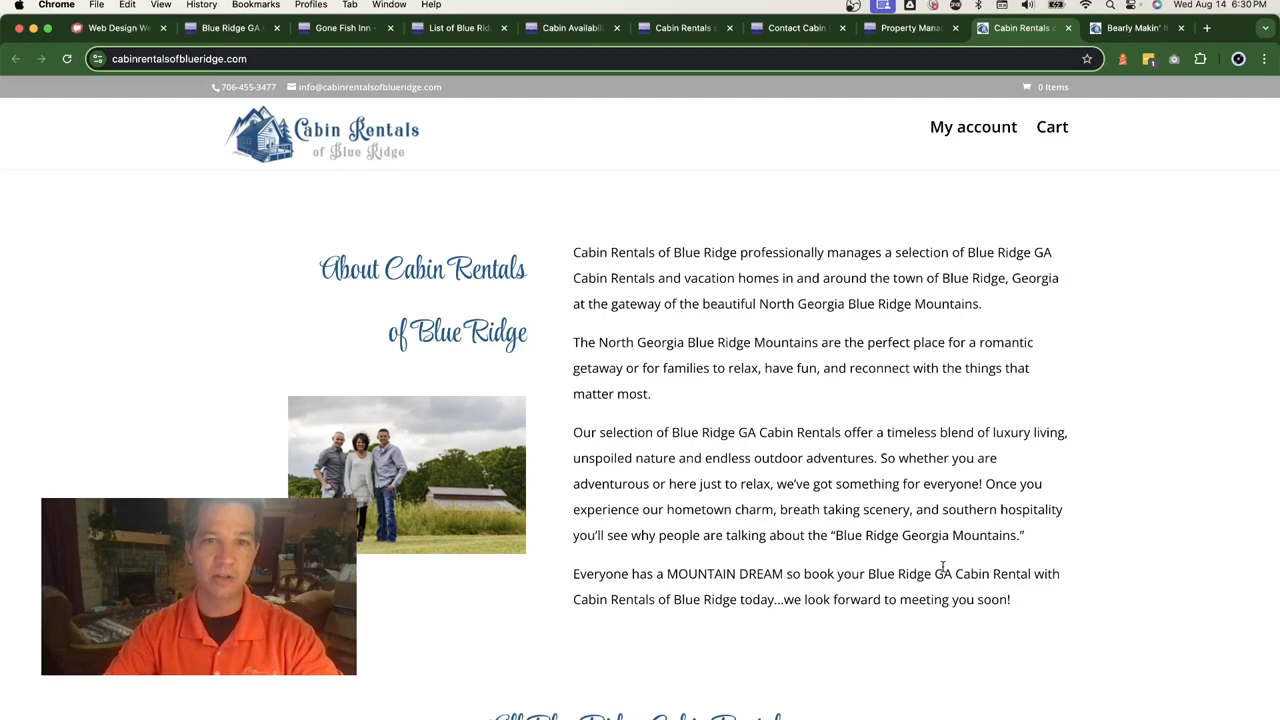 Chrome File Edit View History Bookmarks Profiles Tab Window Help
Wed Aug 14 6:30 PM
Web Design We
Blue Ridge GA
Gone Fish Inn -
List of Blue Rid
Cabin Availabil
Cabin Rentals
Contact Cabin
Property Mana
Cabin Rentals
Bearly Makin' It
cabinrentalsofblueridge.com
706-455-3477 info@cabinrentalsofblueridge.com 0 Items
Cabin Rentals
of Blue Ridge
My account Cart
About Cabin Rentals
of Blue Ridge
Cabin Rentals of Blue Ridge professionally manages a selection of Blue Ridge GA
Cabin Rentals and vacation homes in and around the town of Blue Ridge, Georgia
at the gateway of the beautiful North Georgia Blue Ridge Mountains.
The North Georgia Blue Ridge Mountains are the perfect place for a romantic
getaway or for families to relax, have fun, and reconnect with the things that
matter most.
Our selection of Blue Ridge GA Cabin Rentals offer a timeless blend of luxury living,
unspoiled nature and endless outdoor adventures. So whether you are
adventurous or here just to relax, we’ve got something for everyone! Once you
experience our hometown charm, breath taking scenery, and southern hospitality
you’ll see why people are talking about the “Blue Ridge Georgia Mountains.”
Everyone has a MOUNTAIN DREAM so book your Blue Ridge GA Cabin Rental with
Cabin Rentals of Blue Ridge today…we look forward to meeting you soon!